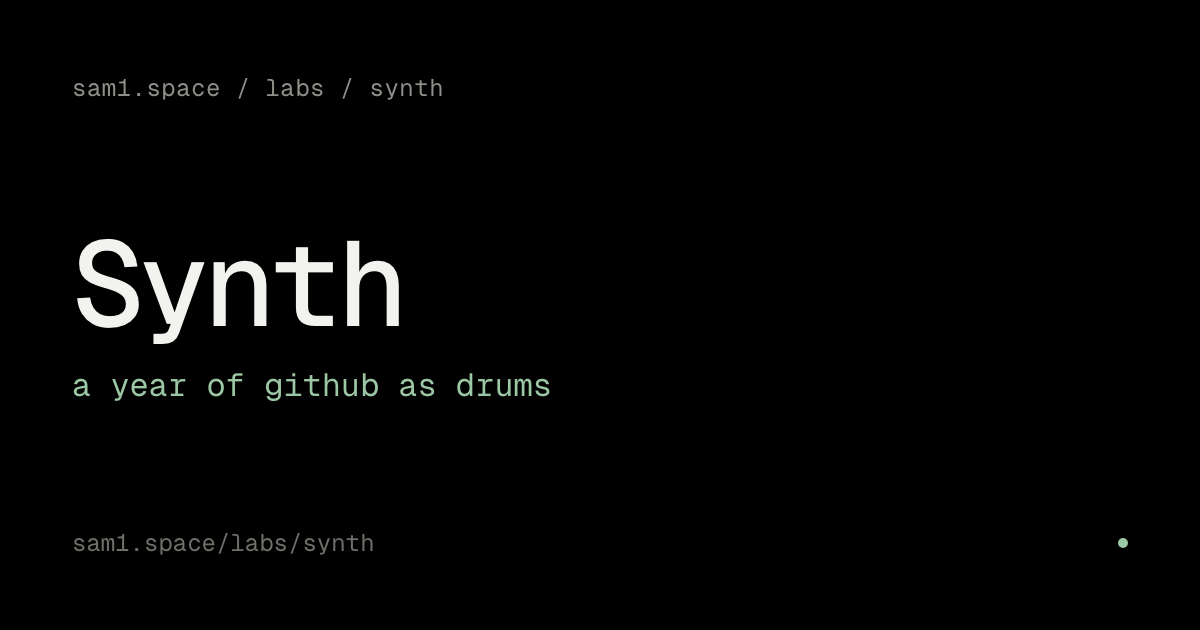 sam1.space / labs / synth
Synth
a year of github as drums
sam1.space/labs/synth